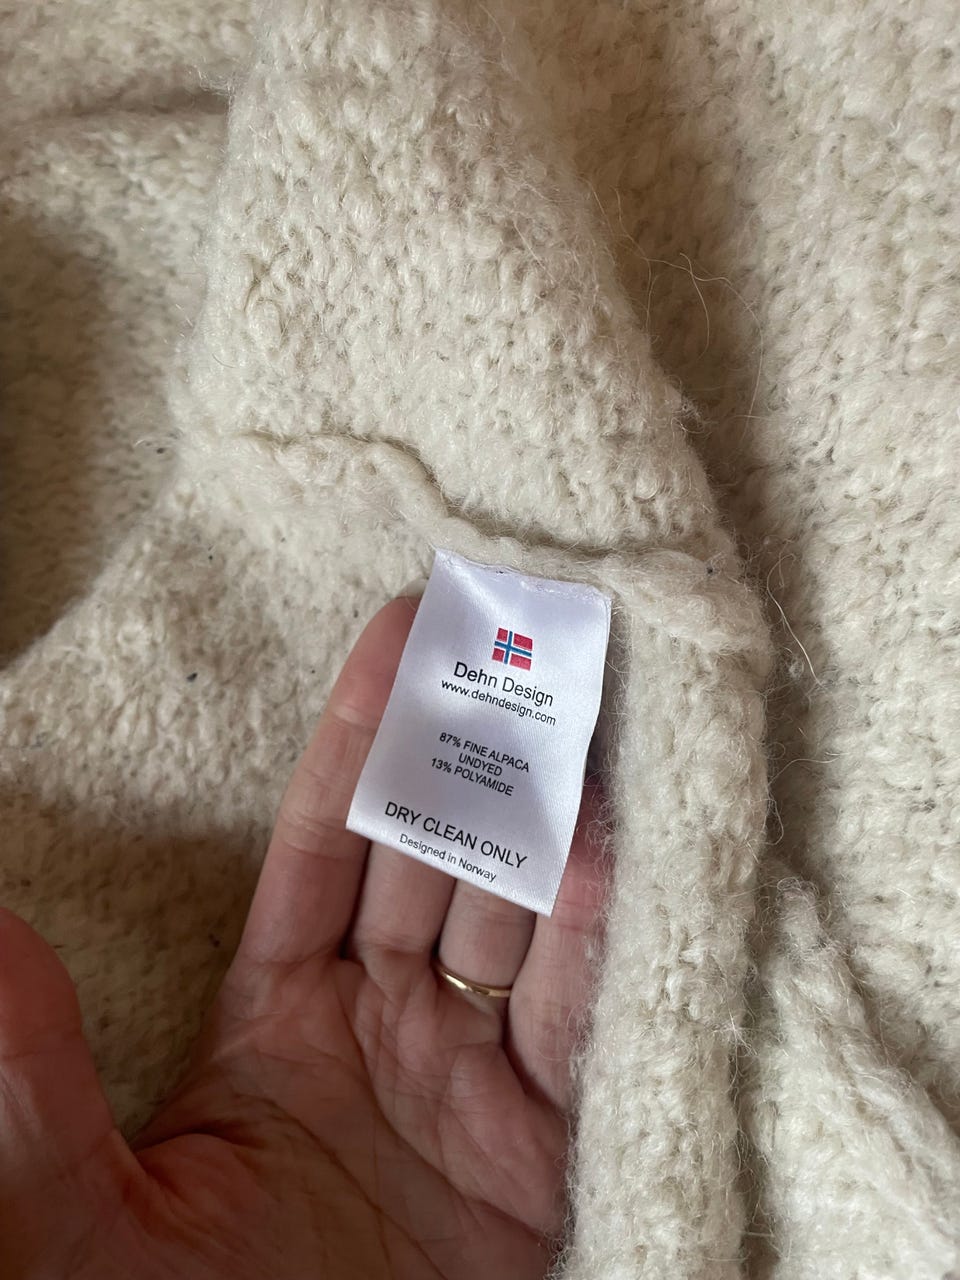 Dehn Design
www.dehndesign.com
87% FINE ALPACA
UNDYED
13% POLYAMIDE
DRY CLEAN ONLY
Designed in Norway